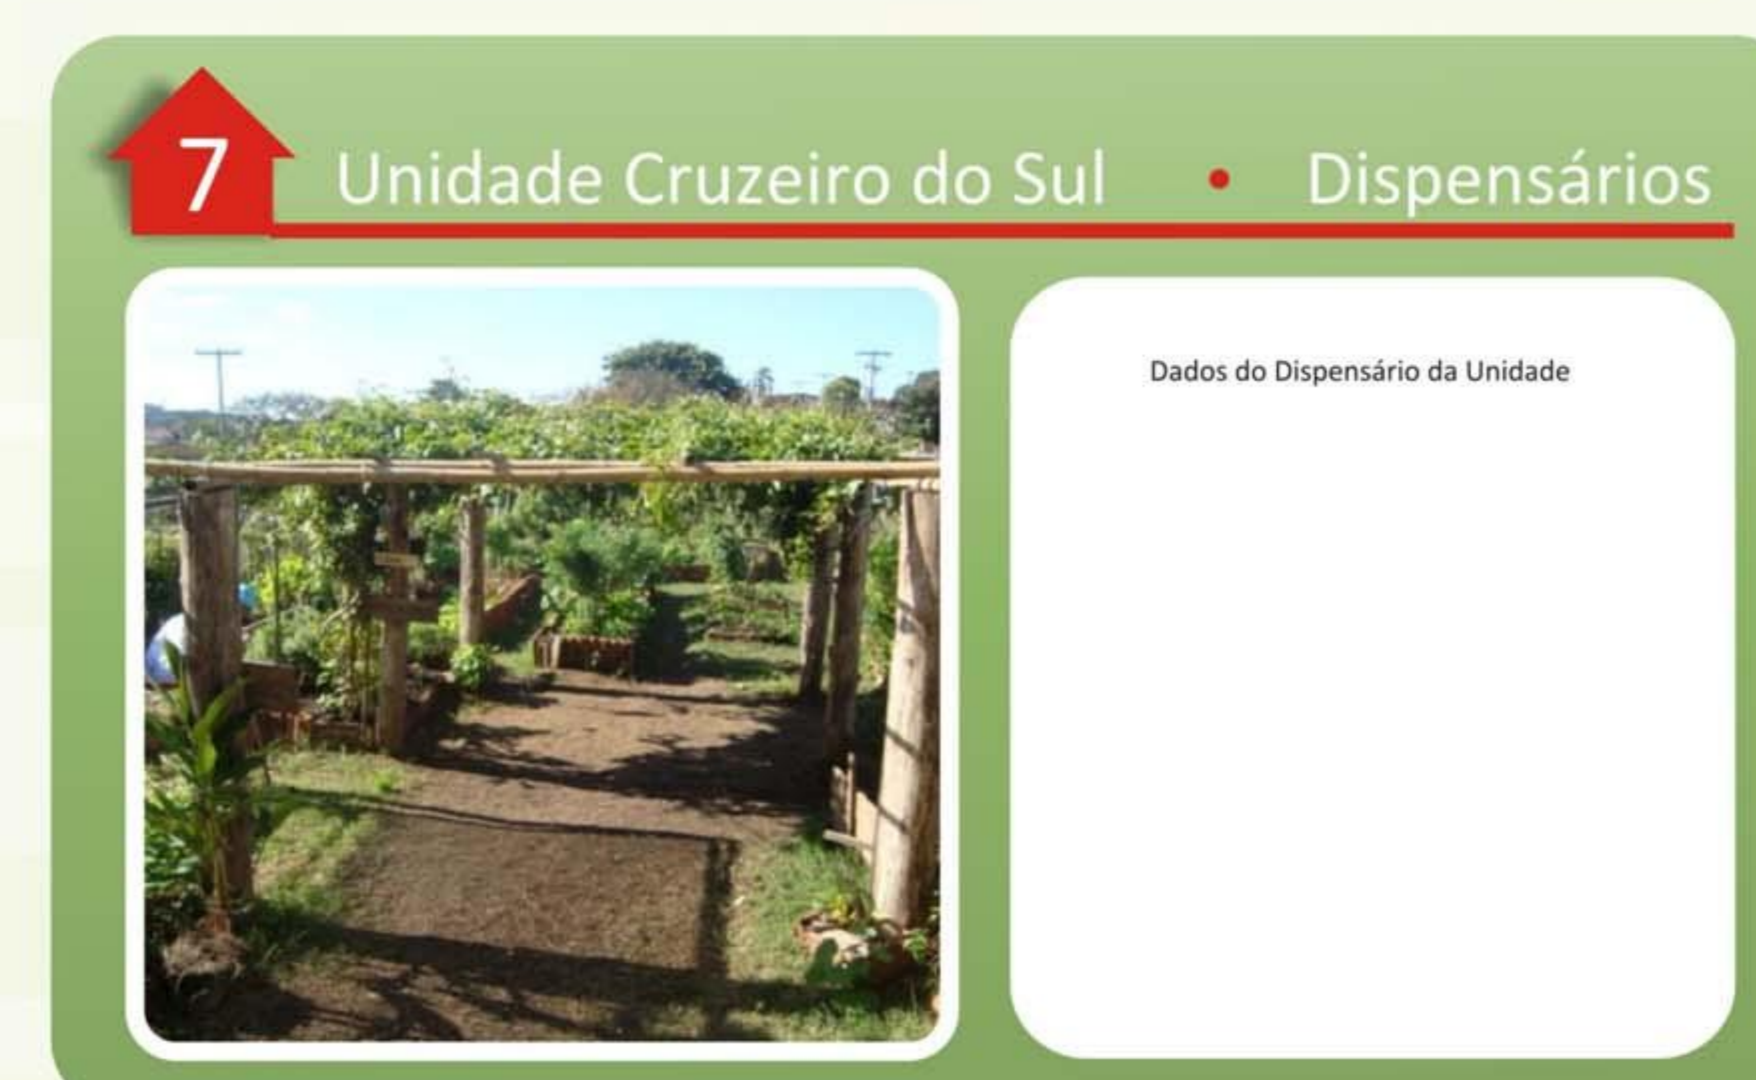 7 Unidade Cruzeiro do Sul • Dispensários
Dados do Dispensário da Unidade